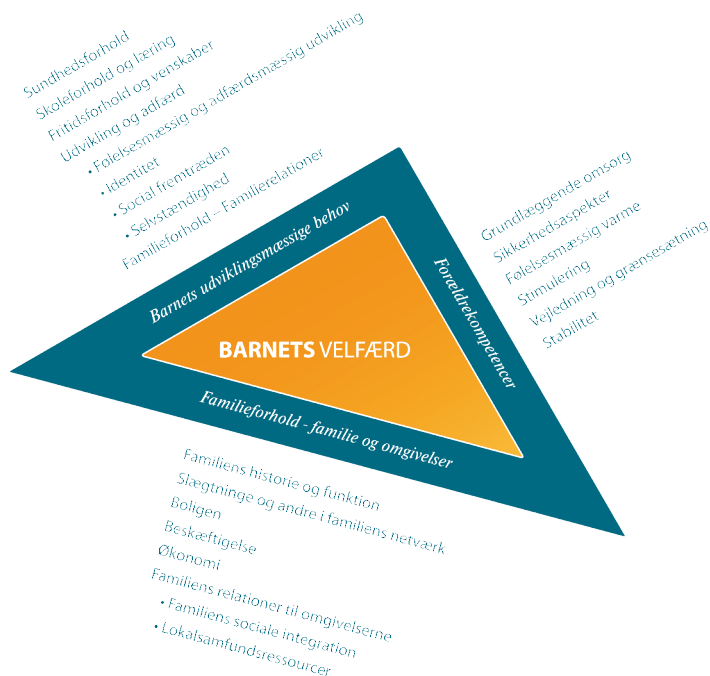 Sundhedsforhold
Skoleforhold og læring
Fritidsforhold og venskaber
Udvikling og adfærd
• Følelsesmæssig og adfærdsmæssig udvikling
• Identitet
• Social fremtræden
• Selvstændighed
Familieforhold – Familierelationer
Barnets udviklingsmæssige behov
Grundlæggende omsorg
Sikkerhedsaspekter
Følelsesmæssig varme
Stimulering
Vejledning og grænsesætning
Stabilitet
Forældrekompetencer
BARNETS VELFÆRD
Familieforhold - familie og omgivelser
Familiens historie og funktion
Slægtninge og andre i familiens netværk
Boligen
Beskæftigelse
Økonomi
Familiens relationer til omgivelserne
• Familiens sociale integration
• Lokalsamfundsressourcer